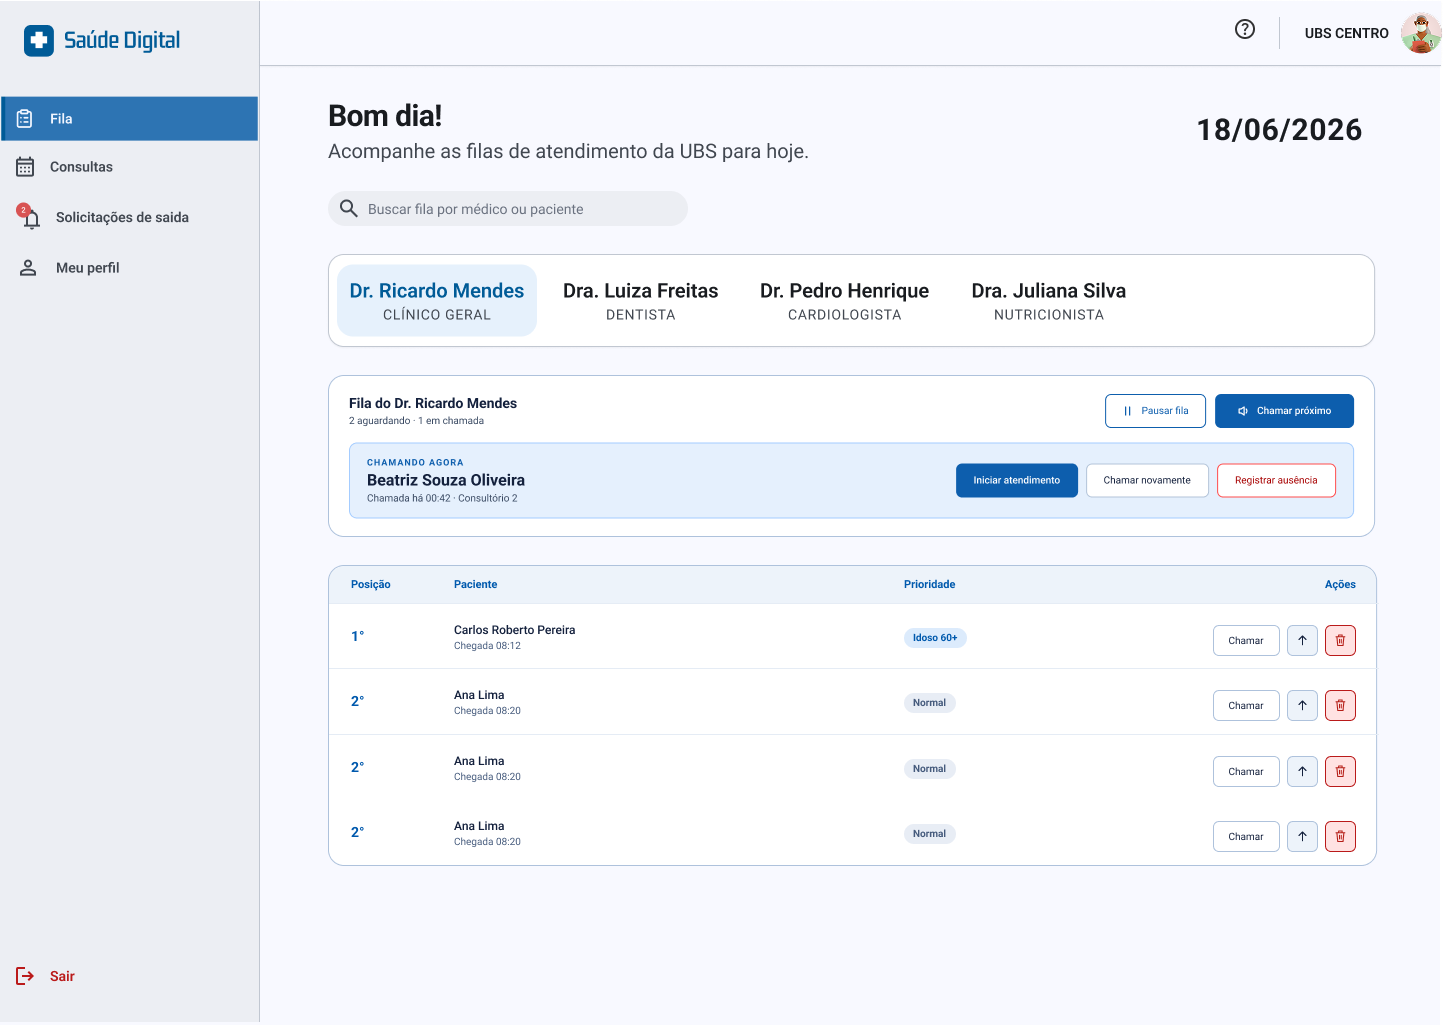 Saúde Digital
UBS CENTRO
Fila
Consultas
2
Solicitações de saida
Meu perfil
Sair
Bom dia!
Acompanhe as filas de atendimento da UBS para hoje.
18/06/2026
Buscar fila por médico ou paciente
Dr. Ricardo Mendes
CLÍNICO GERAL
Dra. Luiza Freitas
DENTISTA
Dr. Pedro Henrique
CARDIOLOGISTA
Dra. Juliana Silva
NUTRICIONISTA
Fila do Dr. Ricardo Mendes
2 aguardando · 1 em chamada
Pausar fila
Chamar próximo
CHAMANDO AGORA
Beatriz Souza Oliveira
Chamada há 00:42 · Consultório 2
Iniciar atendimento
Chamar novamente
Registrar ausência
Posição Paciente Prioridade Ações
1°
Carlos Roberto Pereira
Chegada 08:12
Idoso 60+
Chamar
2°
Ana Lima
Chegada 08:20
Normal
Chamar
2°
Ana Lima
Chegada 08:20
Normal
Chamar
2°
Ana Lima
Chegada 08:20
Normal
Chamar